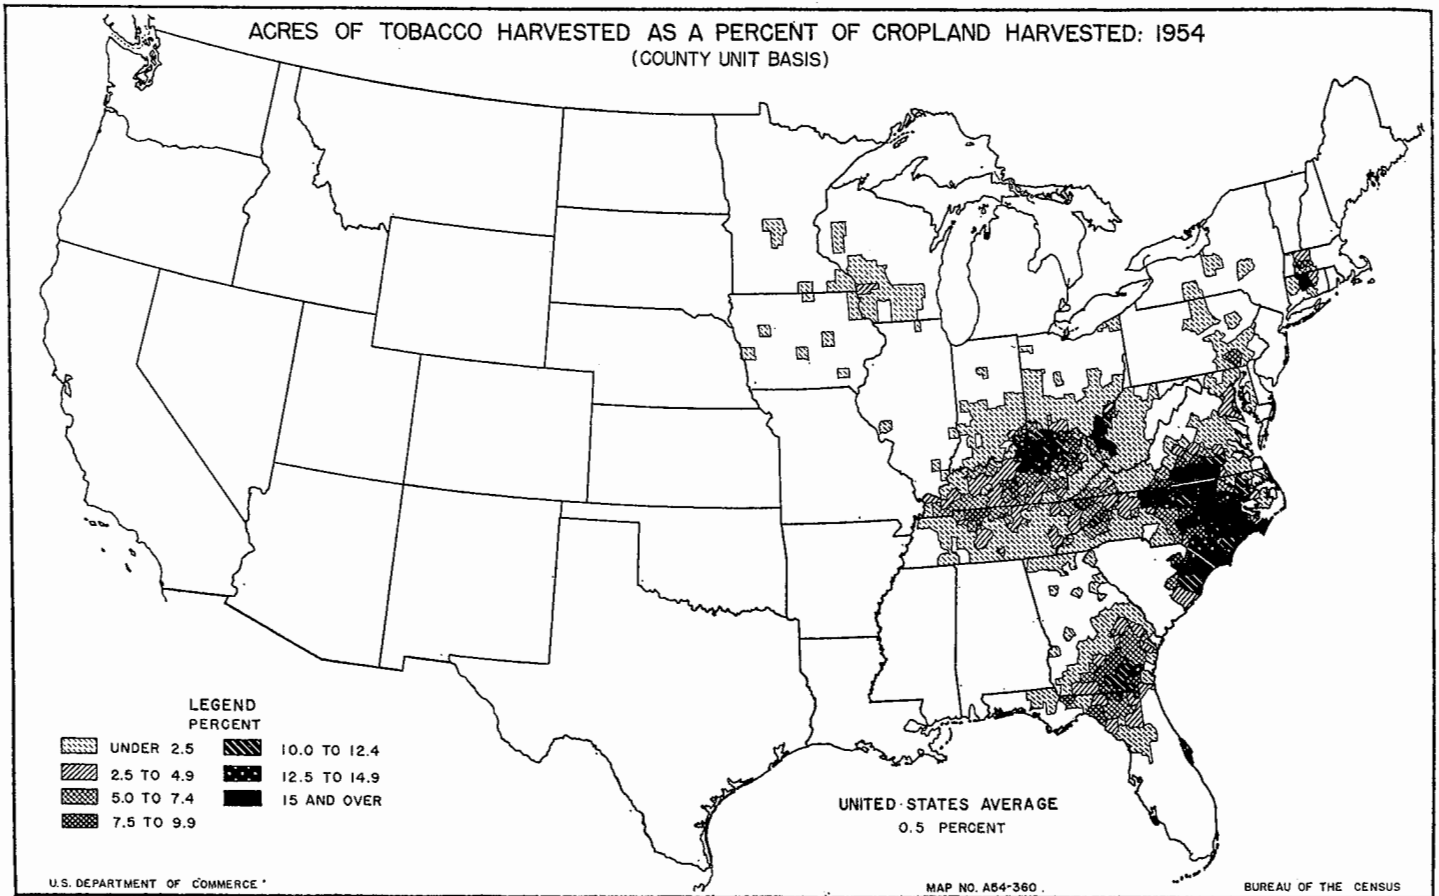 ACRES OF TOBACCO HARVESTED AS A PERCENT OF CROPLAND HARVESTED: 1954
(COUNTY UNIT BASIS)
LEGEND
PERCENT
UNDER 2.5
2.5 TO 4.9
5.0 TO 7.4
7.5 TO 9.9
10.0 TO 12.4
12.5 TO 14.9
15 AND OVER
UNITED STATES AVERAGE
0.5 PERCENT
U.S. DEPARTMENT OF COMMERCE
MAP NO. A54-360
BUREAU OF THE CENSUS